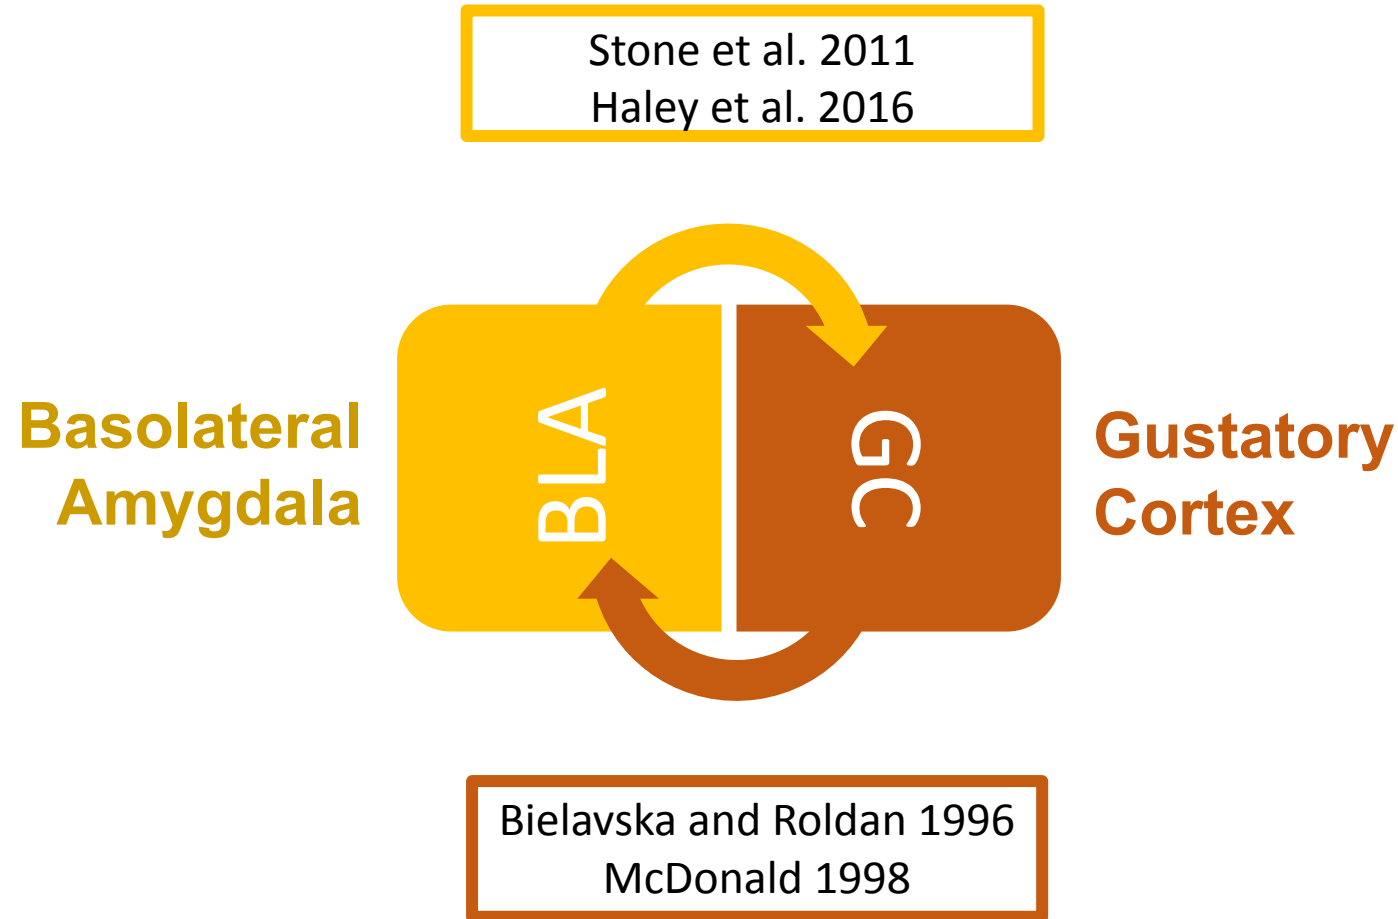 Stone et al. 2011
Haley et al. 2016
Basolateral
Amygdala
BLA
GC
Gustatory
Cortex
Bielavska and Roldan 1996
McDonald 1998